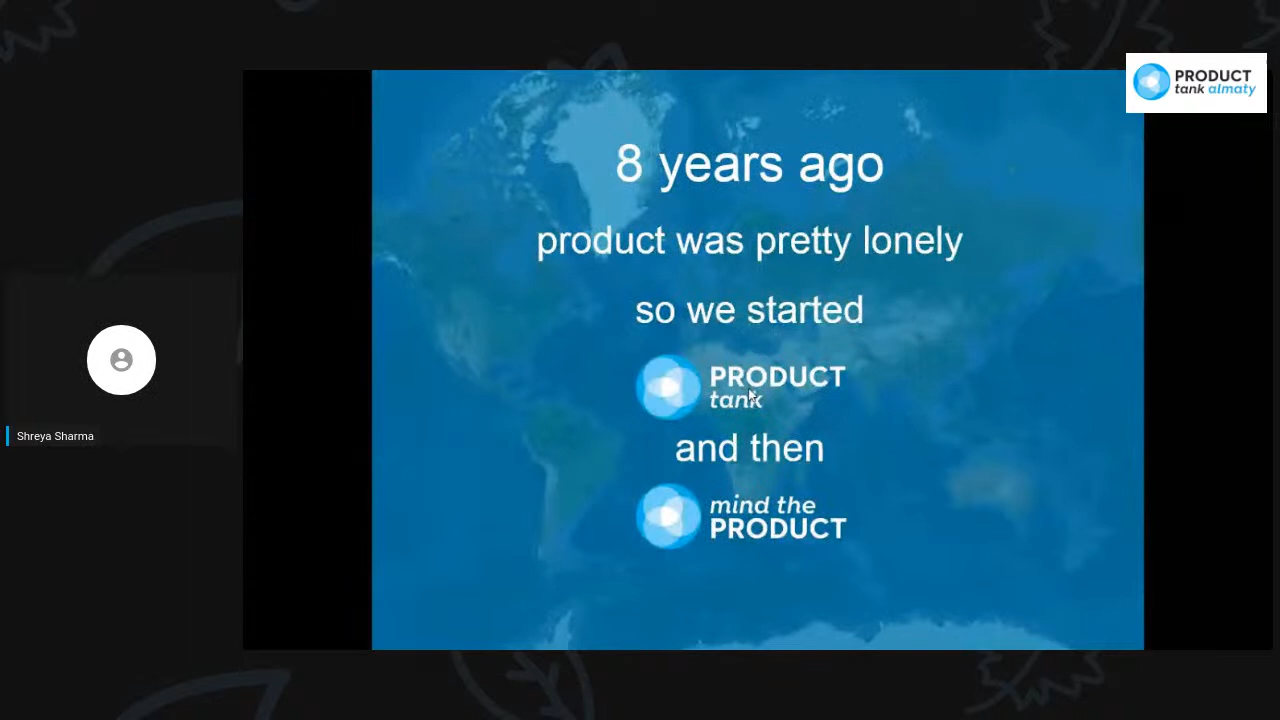 PRODUCT
tank almaty
8 years ago
product was pretty lonely
so we started
PRODUCT
tank
and then
mind the
PRODUCT
Shreya Sharma